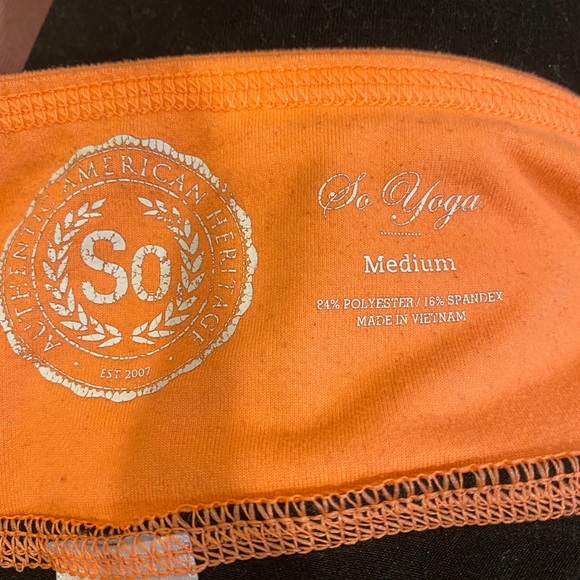 AUTHENTIC AMERICAN HERITAGE
So
• EST 2007 •
So Yoga
Medium
84% POLYESTER / 16% SPANDEX
MADE IN VIETNAM